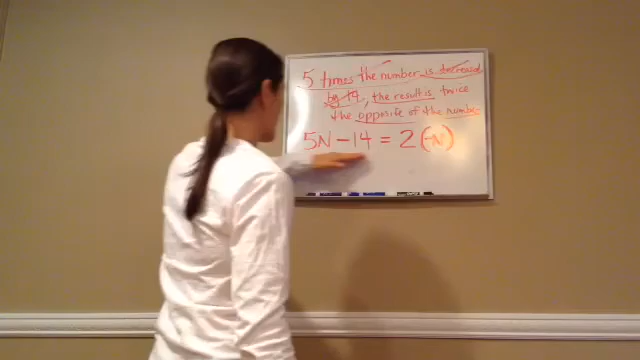 5 times the number is decreased
by 14, the result is twice
the opposite of the number
5N - 14 = 2(-N)